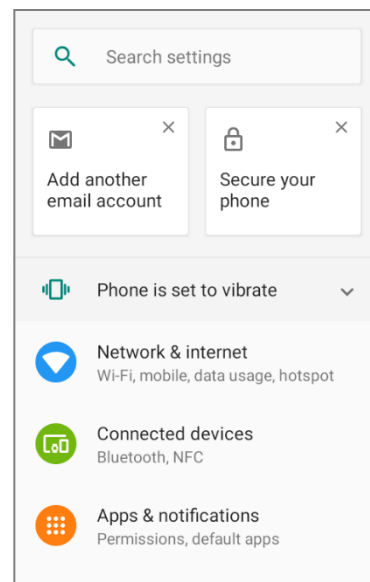 Search settings
Add another
email account
Secure your
phone
Phone is set to vibrate
Network & internet
Wi-Fi, mobile, data usage, hotspot
Connected devices
Bluetooth, NFC
Apps & notifications
Permissions, default apps